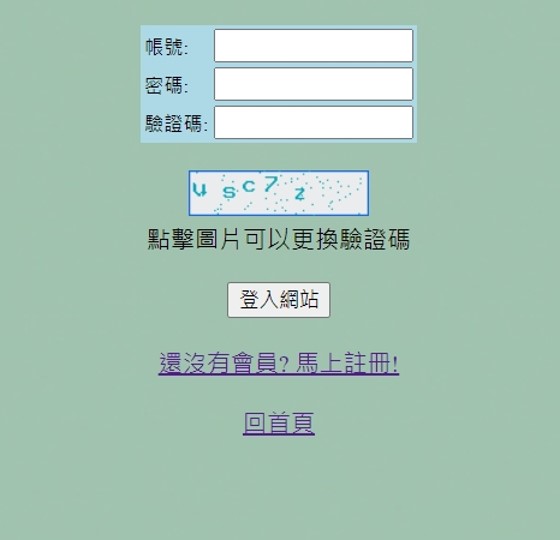 帳號:
密碼:
驗證碼:
usc7z
點擊圖片可以更換驗證碼
登入網站
還沒有會員? 馬上註冊!
回首頁